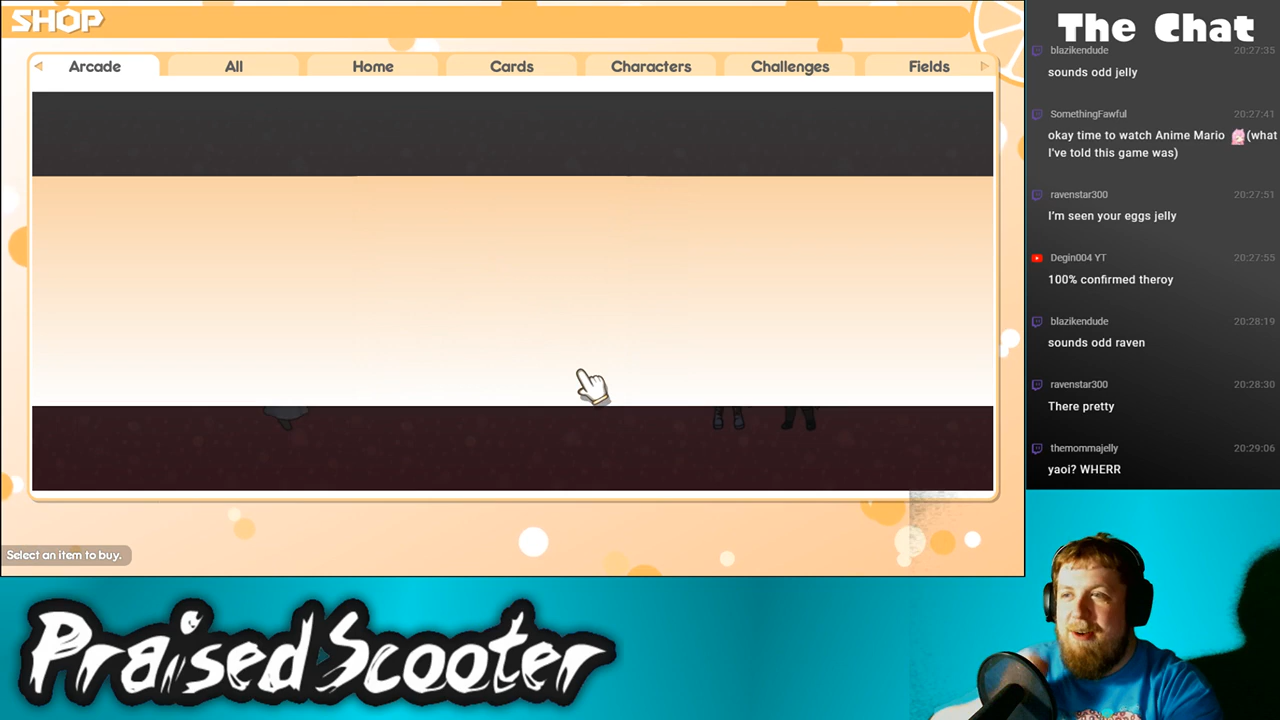 SHOP
Arcade
All
Home
Cards
Characters
Challenges
Fields
Select an item to buy.
The Chat
blazikendude 20:27:35
sounds odd jelly
SomethingFawful 20:27:41
okay time to watch Anime Mario (what
I've told this game was)
ravenstar300 20:27:51
I'm seen your eggs jelly
Degin004 YT 20:27:55
100% confirmed theroy
blazikendude 20:28:19
sounds odd raven
ravenstar300 20:28:30
There pretty
themommajelly 20:29:06
yaoi? WHERR
PraisedScooter